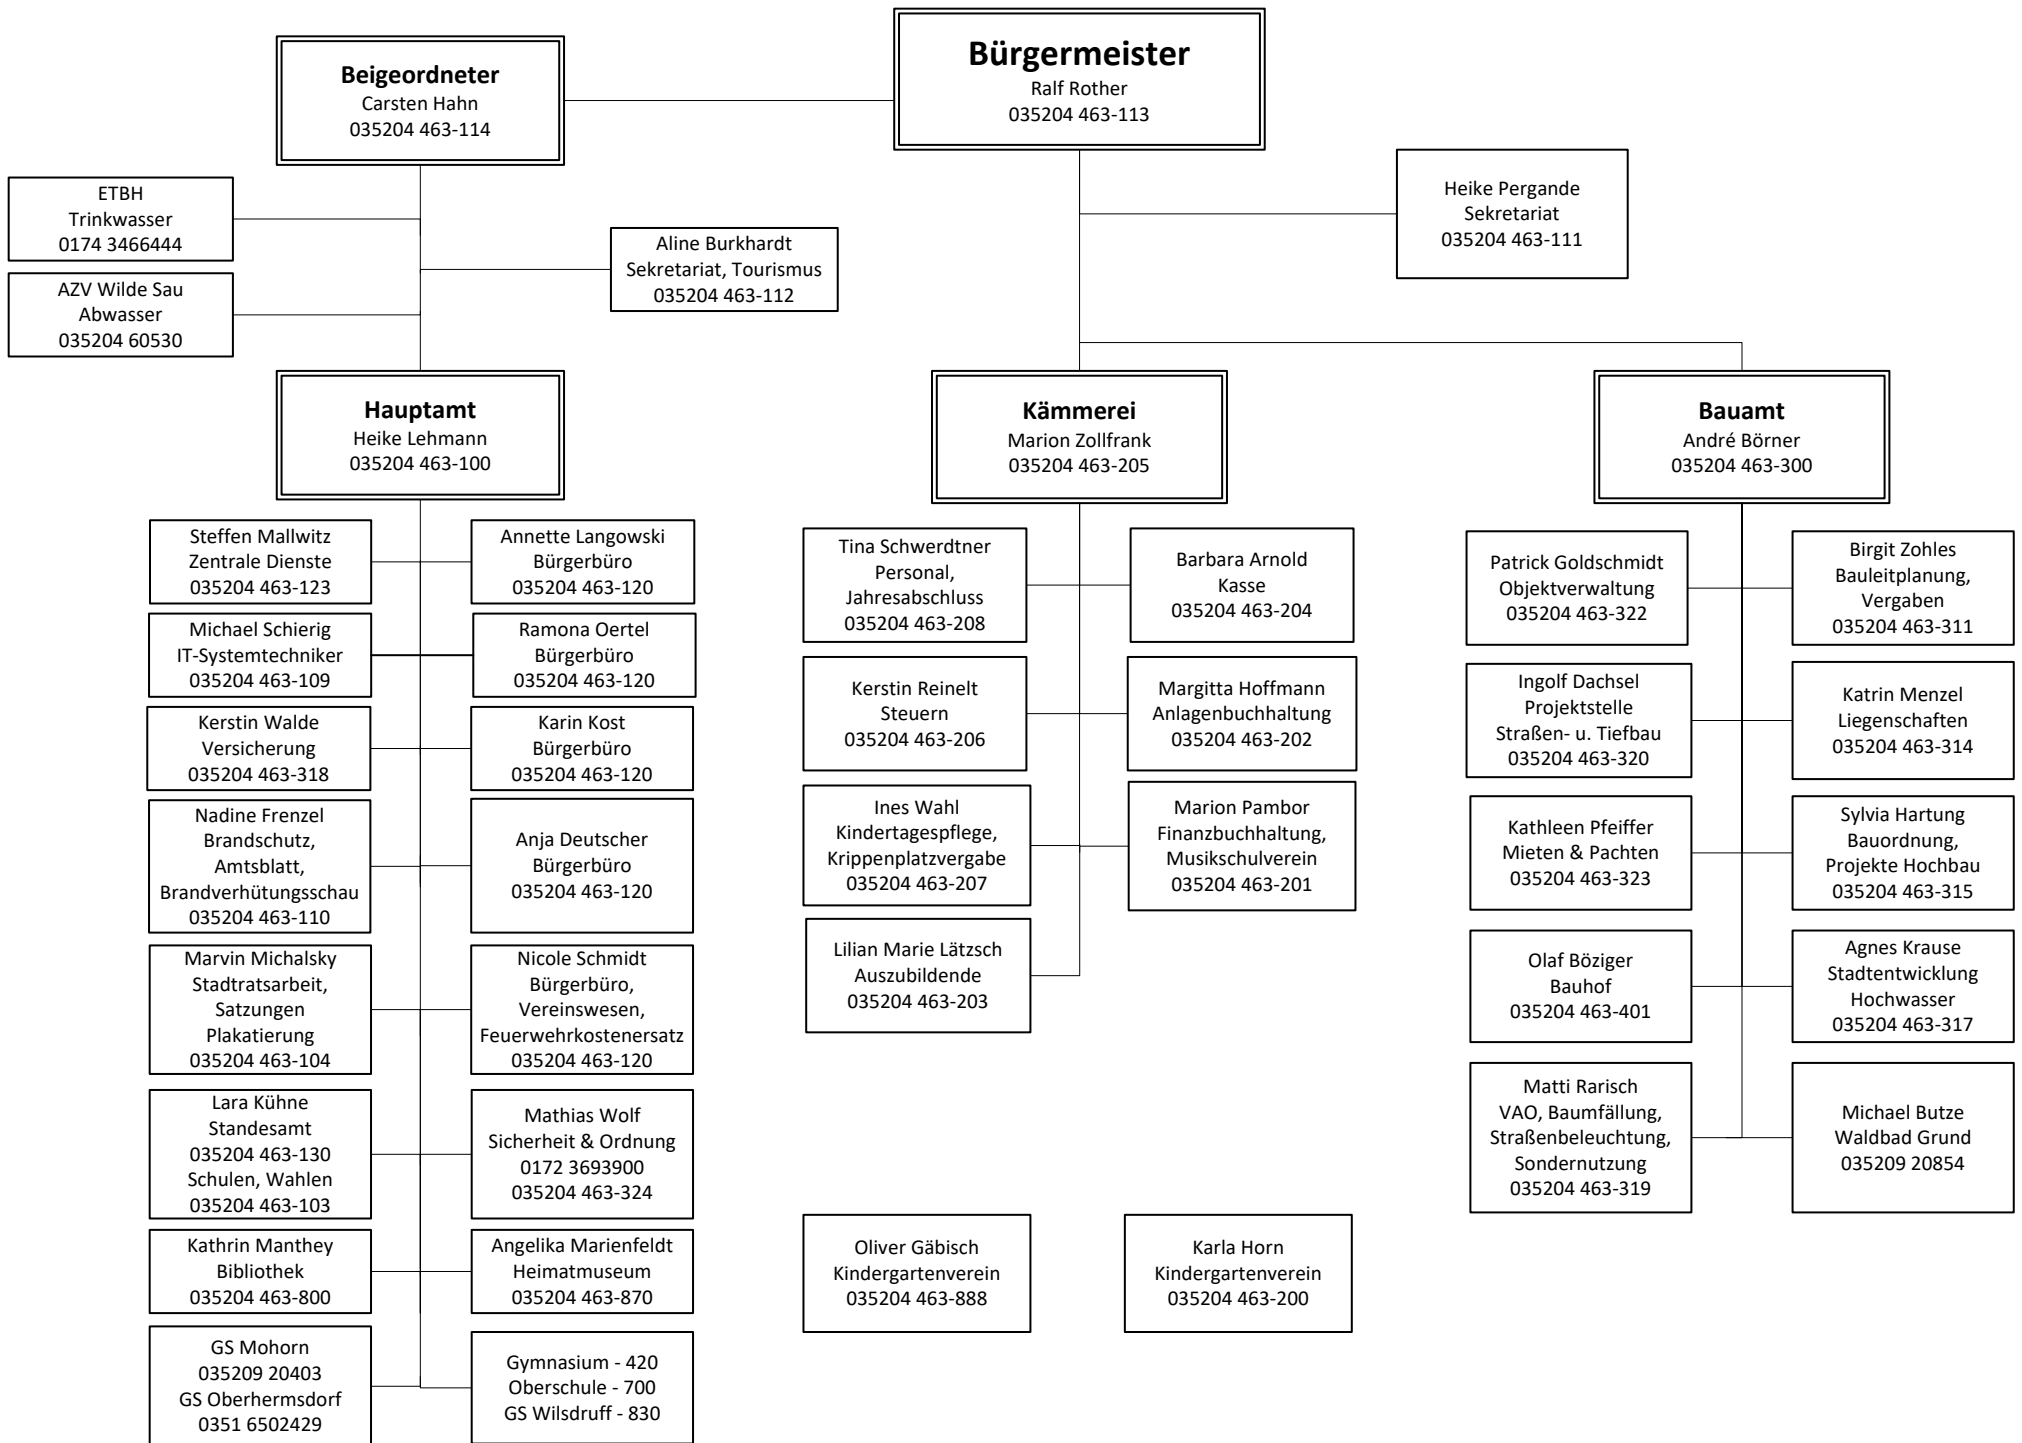 Bürgermeister
Ralf Rother
035204 463-113
Beigeordneter
Carsten Hahn
035204 463-114
Heike Pergande
Sekretariat
035204 463-111
ETBH
Trinkwasser
0174 3466444
Aline Burkhardt
Sekretariat, Tourismus
035204 463-112
AZV Wilde Sau
Abwasser
035204 60530
Hauptamt
Heike Lehmann
035204 463-100
Steffen Mallwitz
Zentrale Dienste
035204 463-123
Annette Langowski
Bürgerbüro
035204 463-120
Michael Schierig
IT-Systemtechniker
035204 463-109
Ramona Oertel
Bürgerbüro
035204 463-120
Kerstin Walde
Versicherung
035204 463-318
Karin Kost
Bürgerbüro
035204 463-120
Nadine Frenzel
Brandschutz,
Amtsblatt,
Brandverhütungsschau
035204 463-110
Anja Deutscher
Bürgerbüro
035204 463-120
Marvin Michalsky
Stadtratsarbeit,
Satzungen
Plakatierung
035204 463-104
Nicole Schmidt
Bürgerbüro,
Vereinswesen,
Feuerwehrkostenersatz
035204 463-120
Lara Kühne
Standesamt
035204 463-130
Schulen, Wahlen
035204 463-103
Mathias Wolf
Sicherheit & Ordnung
0172 3693900
035204 463-324
Kathrin Manthey
Bibliothek
035204 463-800
Angelika Marienfeldt
Heimatmuseum
035204 463-870
GS Mohorn
035209 20403
GS Oberhermsdorf
0351 6502429
Gymnasium - 420
Oberschule - 700
GS Wilsdruff - 830
Kämmerei
Marion Zollfrank
035204 463-205
Tina Schwerdtner
Personal,
Jahresabschluss
035204 463-208
Barbara Arnold
Kasse
035204 463-204
Kerstin Reinelt
Steuern
035204 463-206
Margitta Hoffmann
Anlagenbuchhaltung
035204 463-202
Ines Wahl
Kindertagespflege,
Krippenplatzvergabe
035204 463-207
Marion Pambor
Finanzbuchhaltung,
Musikschulverein
035204 463-201
Lilian Marie Lätzsch
Auszubildende
035204 463-203
Oliver Gäbisch
Kindergartenverein
035204 463-888
Karla Horn
Kindergartenverein
035204 463-200
Bauamt
André Börner
035204 463-300
Patrick Goldschmidt
Objektverwaltung
035204 463-322
Birgit Zohles
Bauleitplanung,
Vergaben
035204 463-311
Ingolf Dachsel
Projektstelle
Straßen- u. Tiefbau
035204 463-320
Katrin Menzel
Liegenschaften
035204 463-314
Kathleen Pfeiffer
Mieten & Pachten
035204 463-323
Sylvia Hartung
Bauordnung,
Projekte Hochbau
035204 463-315
Olaf Böziger
Bauhof
035204 463-401
Agnes Krause
Stadtentwicklung
Hochwasser
035204 463-317
Matti Rarisch
VAO, Baumfällung,
Straßenbeleuchtung,
Sondernutzung
035204 463-319
Michael Butze
Waldbad Grund
035209 20854